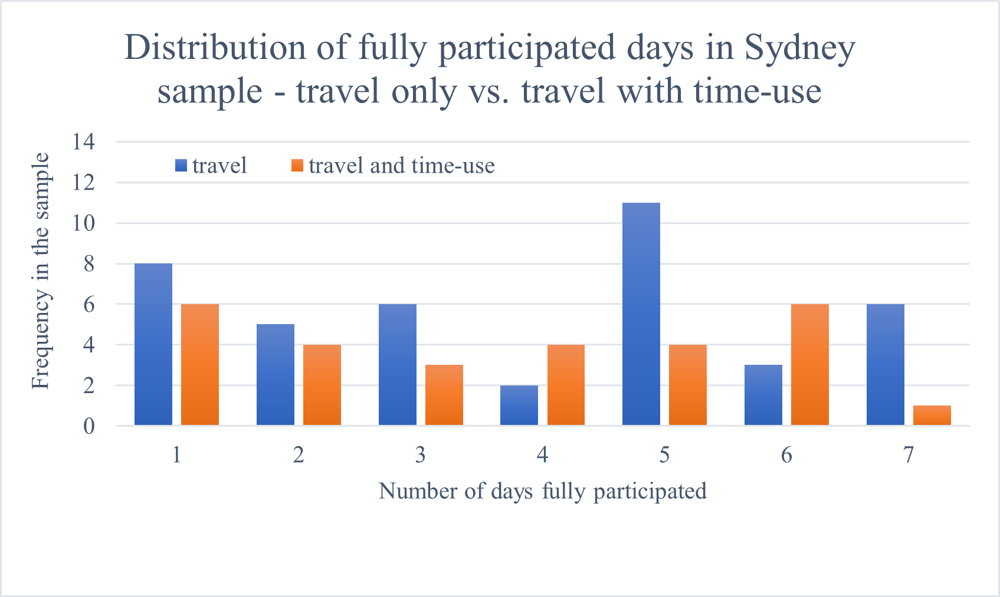 Distribution of fully participated days in Sydney
sample - travel only vs. travel with time-use
Frequency in the sample
14
12
10
8
6
4
2
0
travel
travel and time-use
1 2 3 4 5 6 7
Number of days fully participated